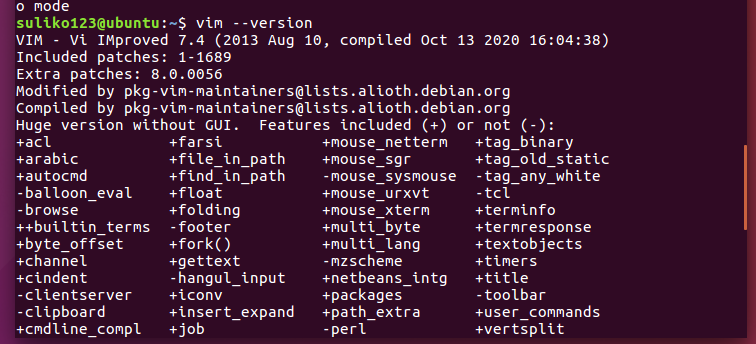 o mode
suliko123@ubuntu:~$ vim --version
VIM - Vi IMproved 7.4 (2013 Aug 10, compiled Oct 13 2020 16:04:38)
Included patches: 1-1689
Extra patches: 8.0.0056
Modified by pkg-vim-maintainers@lists.alioth.debian.org
Compiled by pkg-vim-maintainers@lists.alioth.debian.org
Huge version without GUI.  Features included (+) or not (-):
+acl             +farsi           +mouse_netterm   +tag_binary
+arabic          +file_in_path    +mouse_sgr       +tag_old_static
+autocmd         +find_in_path    -mouse_sysmouse  -tag_any_white
-balloon_eval    +float           +mouse_urxvt     -tcl
-browse          +folding         +mouse_xterm     +terminfo
++builtin_terms  -footer          +multi_byte      +termresponse
+byte_offset     +fork()          +multi_lang      +textobjects
+channel         +gettext         -mzscheme        +timers
+cindent         -hangul_input    +netbeans_intg   +title
-clientserver    +iconv           +packages        -toolbar
-clipboard       +insert_expand   +path_extra      +user_commands
+cmdline_compl   +job             -perl            +vertsplit